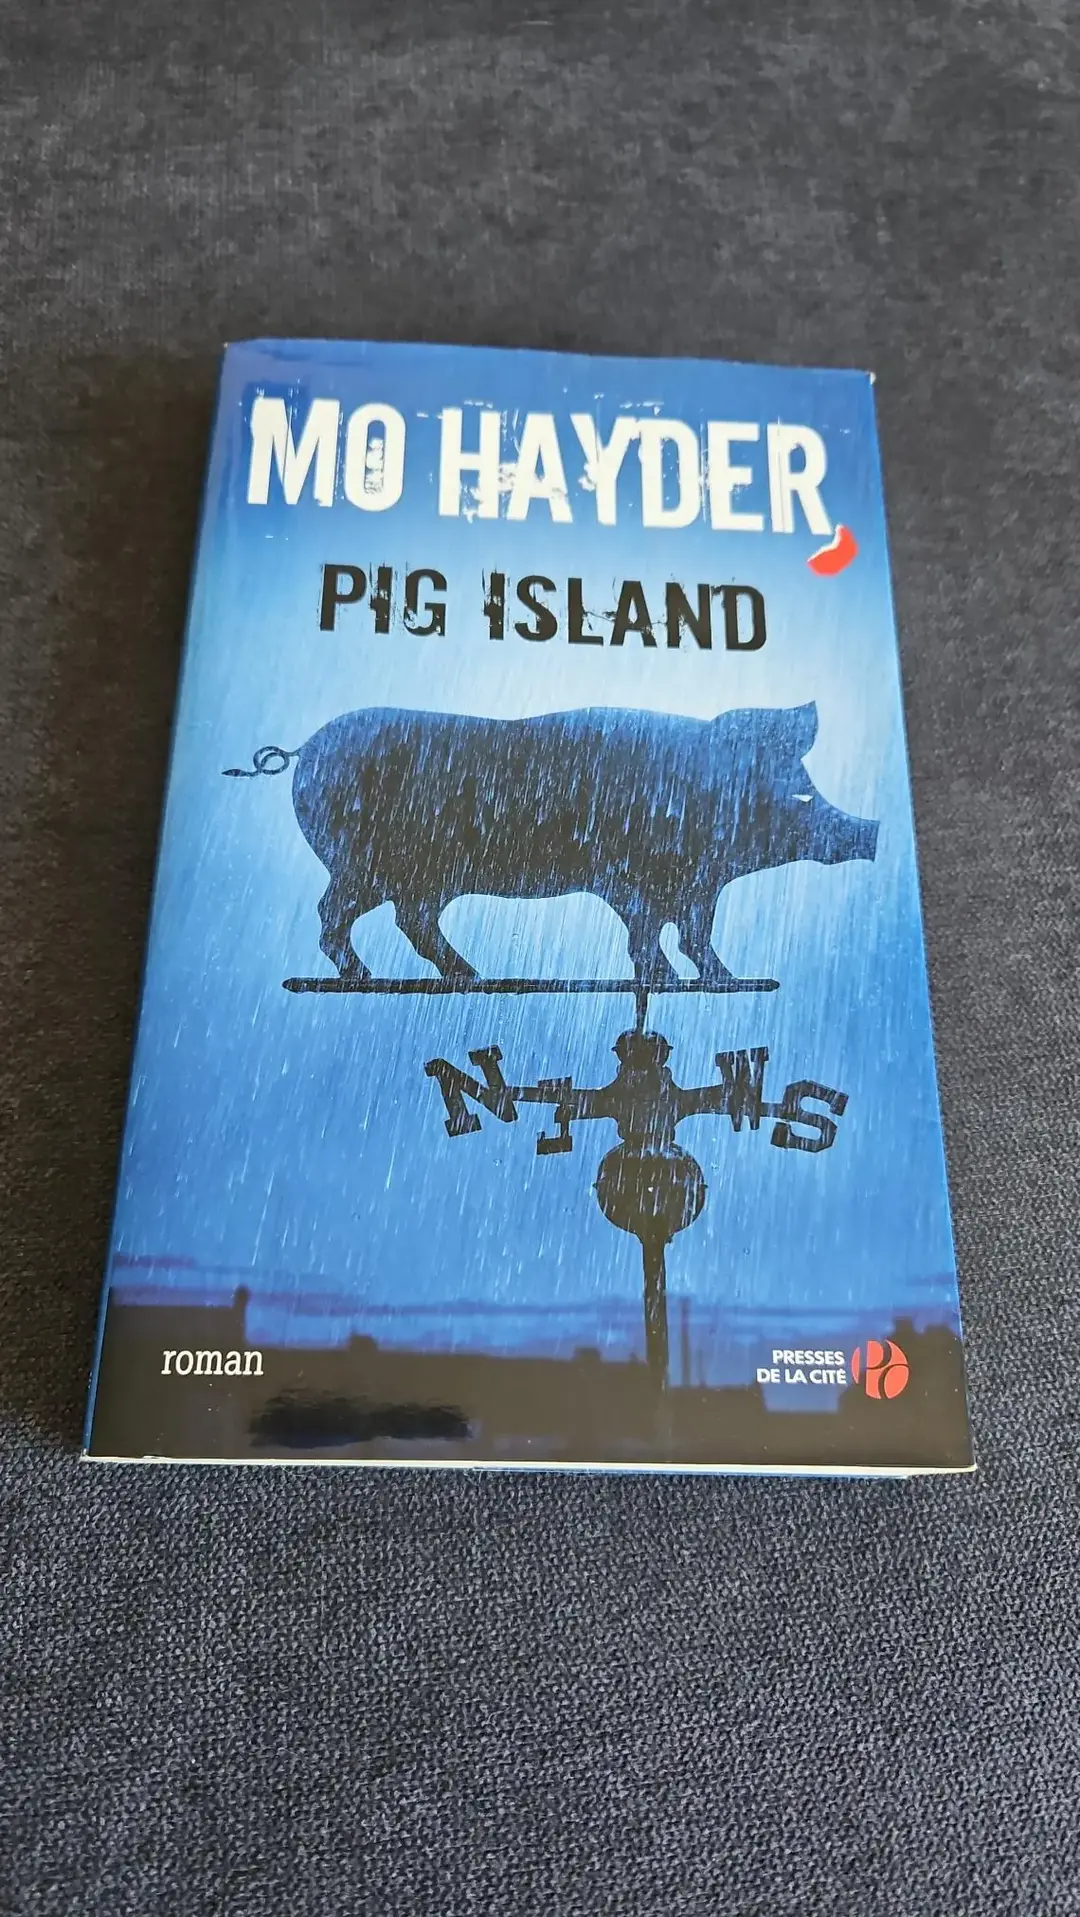 MO HAYDER
PIG ISLAND
N E W S
roman
PRESSES
DE LA CITÉ